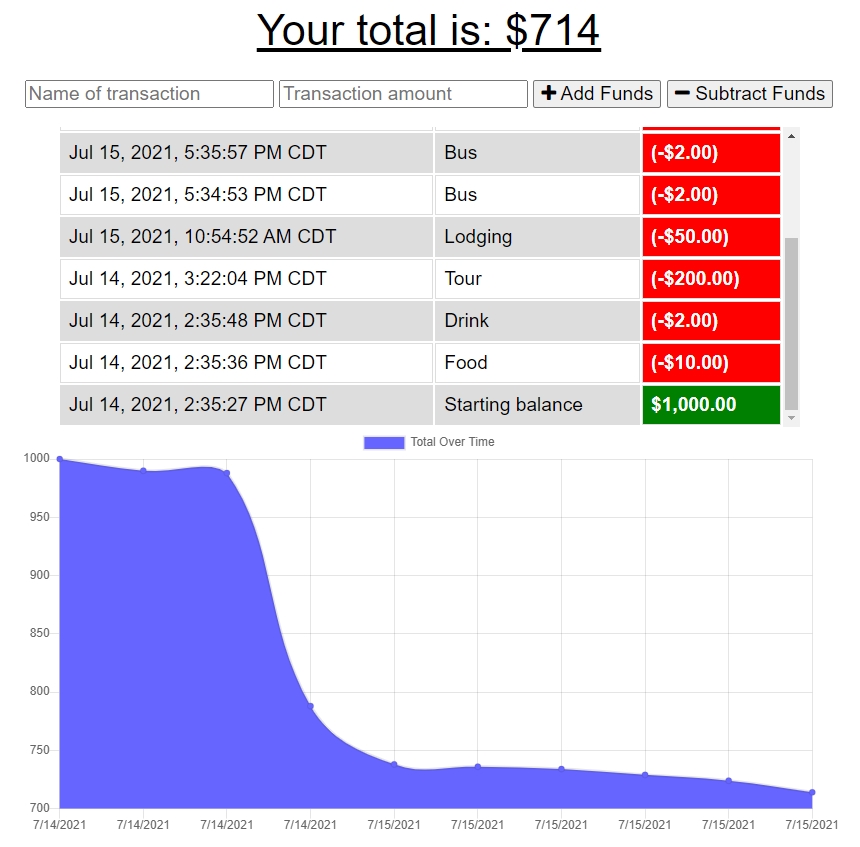 Your total is: $714
Name of transaction Transaction amount + Add Funds − Subtract Funds
Jul 15, 2021, 5:35:57 PM CDT Bus (-$2.00)
Jul 15, 2021, 5:34:53 PM CDT Bus (-$2.00)
Jul 15, 2021, 10:54:52 AM CDT Lodging (-$50.00)
Jul 14, 2021, 3:22:04 PM CDT Tour (-$200.00)
Jul 14, 2021, 2:35:48 PM CDT Drink (-$2.00)
Jul 14, 2021, 2:35:36 PM CDT Food (-$10.00)
Jul 14, 2021, 2:35:27 PM CDT Starting balance $1,000.00
Total Over Time
1000
950
900
850
800
750
700
7/14/2021 7/14/2021 7/14/2021 7/14/2021 7/15/2021 7/15/2021 7/15/2021 7/15/2021 7/15/2021 7/15/2021